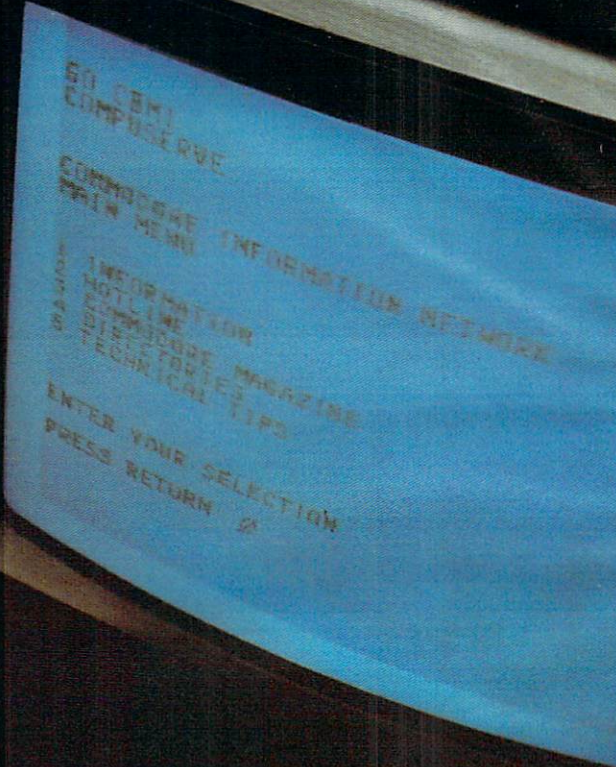 GO CBM1
COMPUSERVE
COMMODORE INFORMATION NETWORK
MAIN MENU
1 INFORMATION
2 HOTLINE
3 COMMODORE MAGAZINE
4 DIRECTORIES
5 TECHNICAL TIPS
ENTER YOUR SELECTION
PRESS RETURN